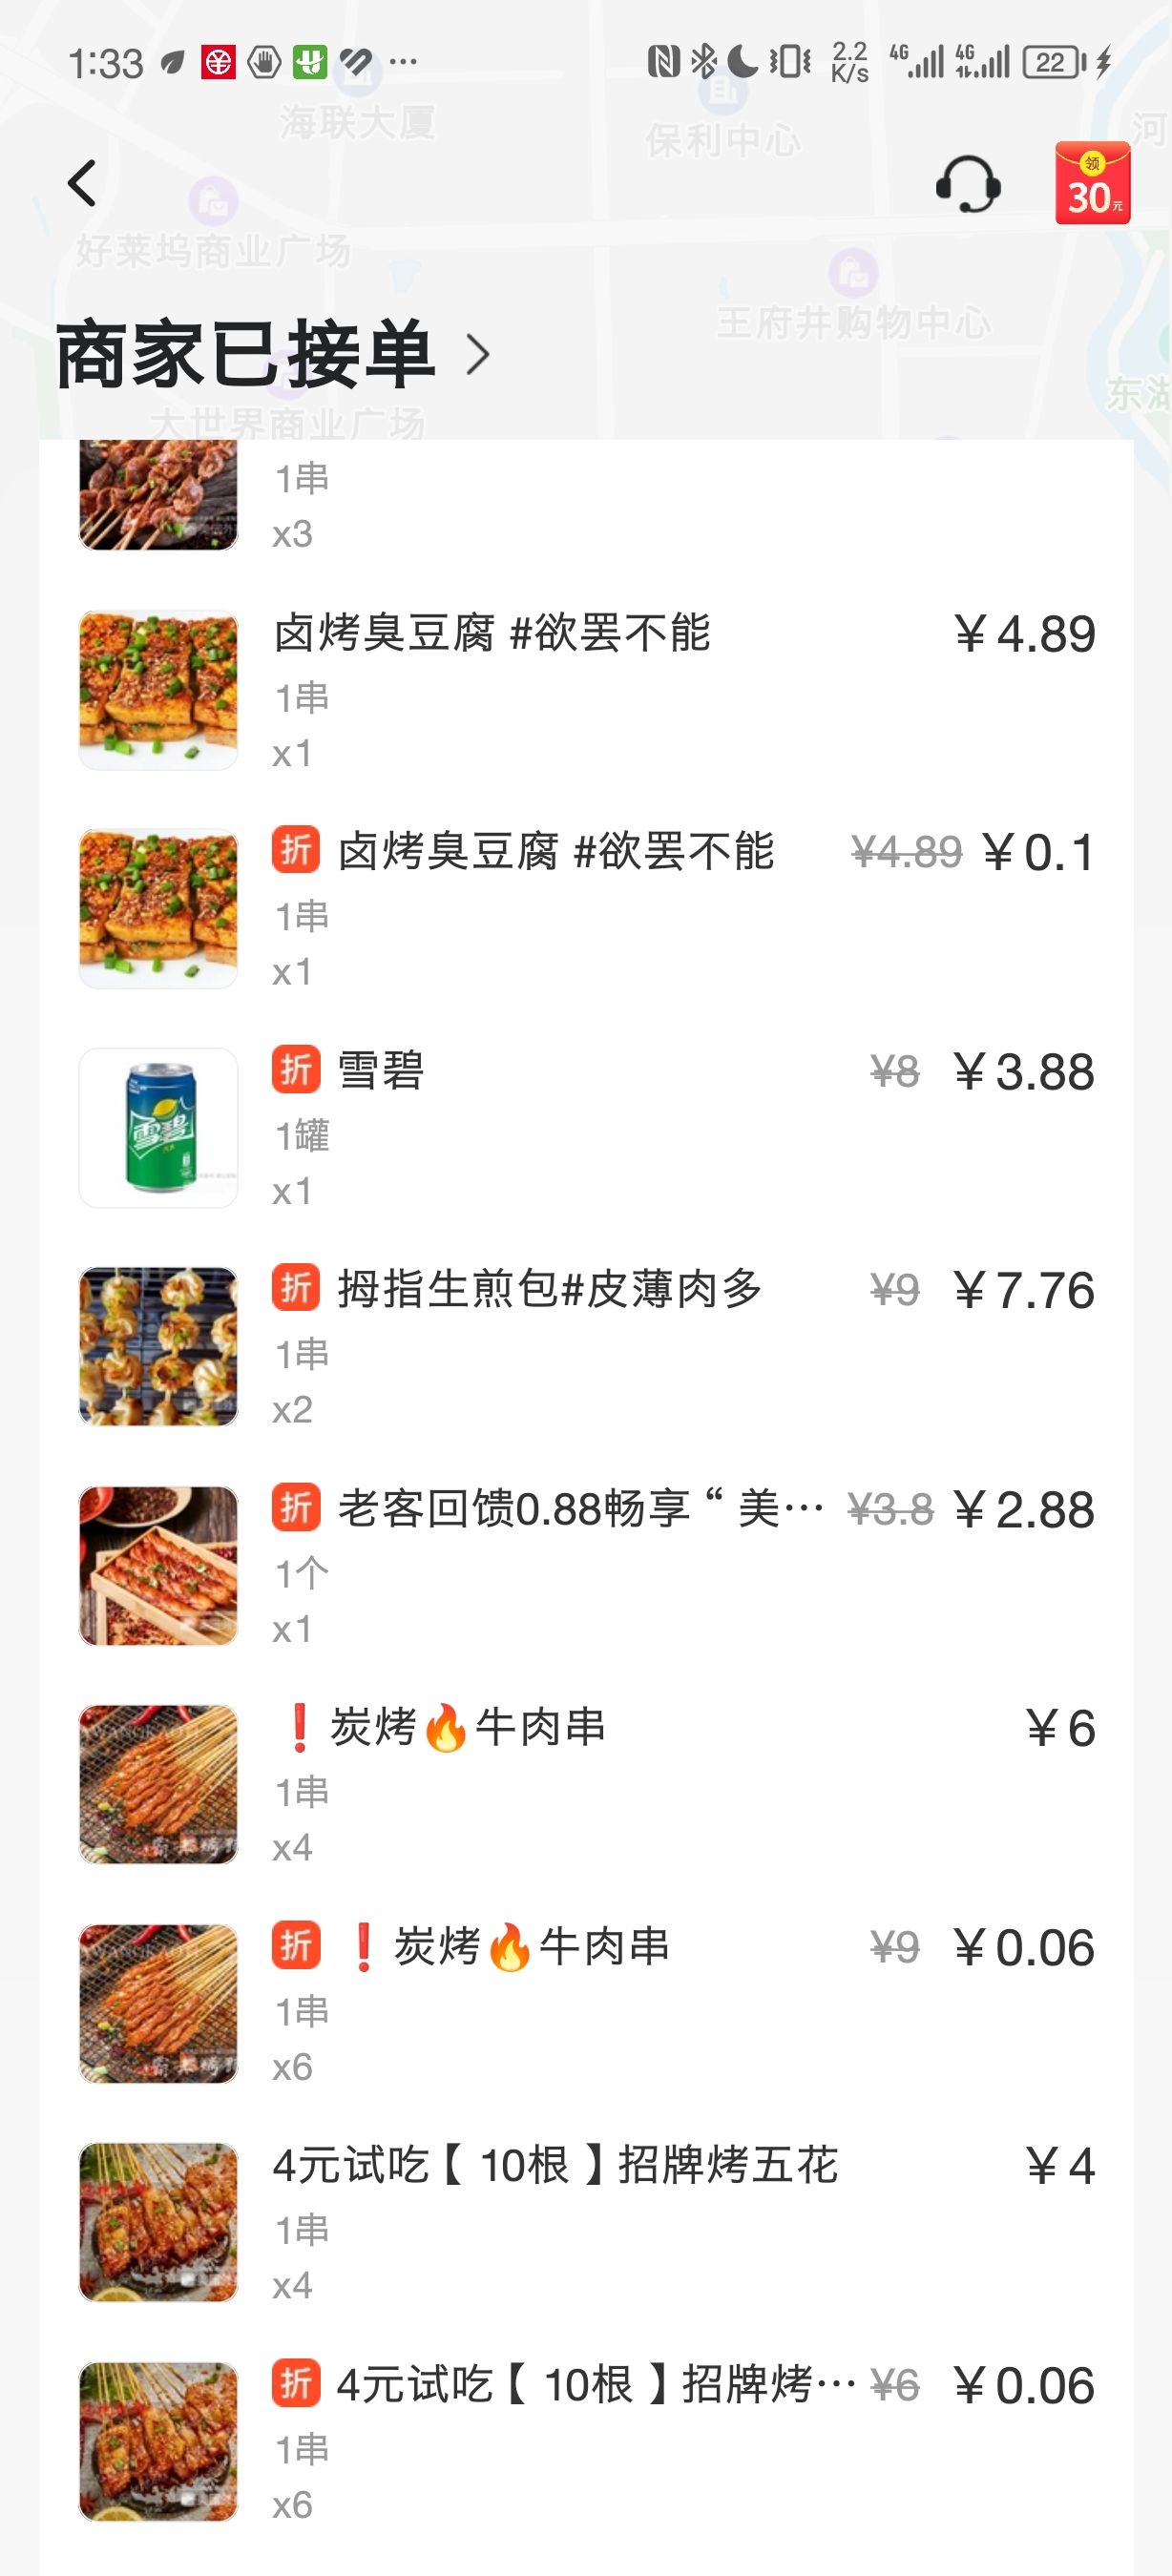 1:33
2.2
K/s
4G
4G
22
海联大厦
保利中心
河
领
30元
好莱坞商业广场
王府井购物中心
商家已接单
东湖
大世界商业广场
1串
x3
卤烤臭豆腐 #欲罢不能 ¥4.89
1串
x1
折 卤烤臭豆腐 #欲罢不能 ¥4.89 ¥0.1
1串
x1
雪碧
折 雪碧 ¥8 ¥3.88
1罐
x1
折 拇指生煎包#皮薄肉多 ¥9 ¥7.76
1串
x2
折 老客回馈0.88畅享“美… ¥3.8 ¥2.88
1个
x1
❗炭烤🔥牛肉串 ¥6
1串
x4
折 ❗炭烤🔥牛肉串 ¥9 ¥0.06
1串
x6
4元试吃【10根】招牌烤五花 ¥4
1串
x4
折 4元试吃【10根】招牌烤… ¥6 ¥0.06
1串
x6